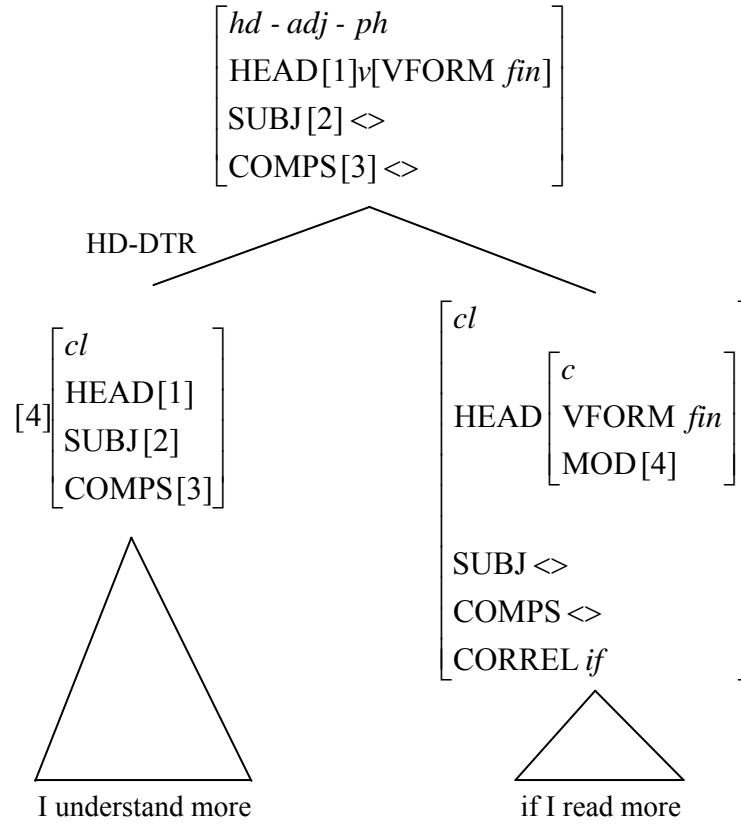 hd - adj - ph
HEAD[1]v[VFORM fin]
SUBJ[2] <>
COMPS[3] <>
HD-DTR
[4]
cl
HEAD[1]
SUBJ[2]
COMPS[3]
cl
HEAD
c
VFORM fin
MOD[4]
SUBJ <>
COMPS <>
CORREL if
I understand more
if I read more